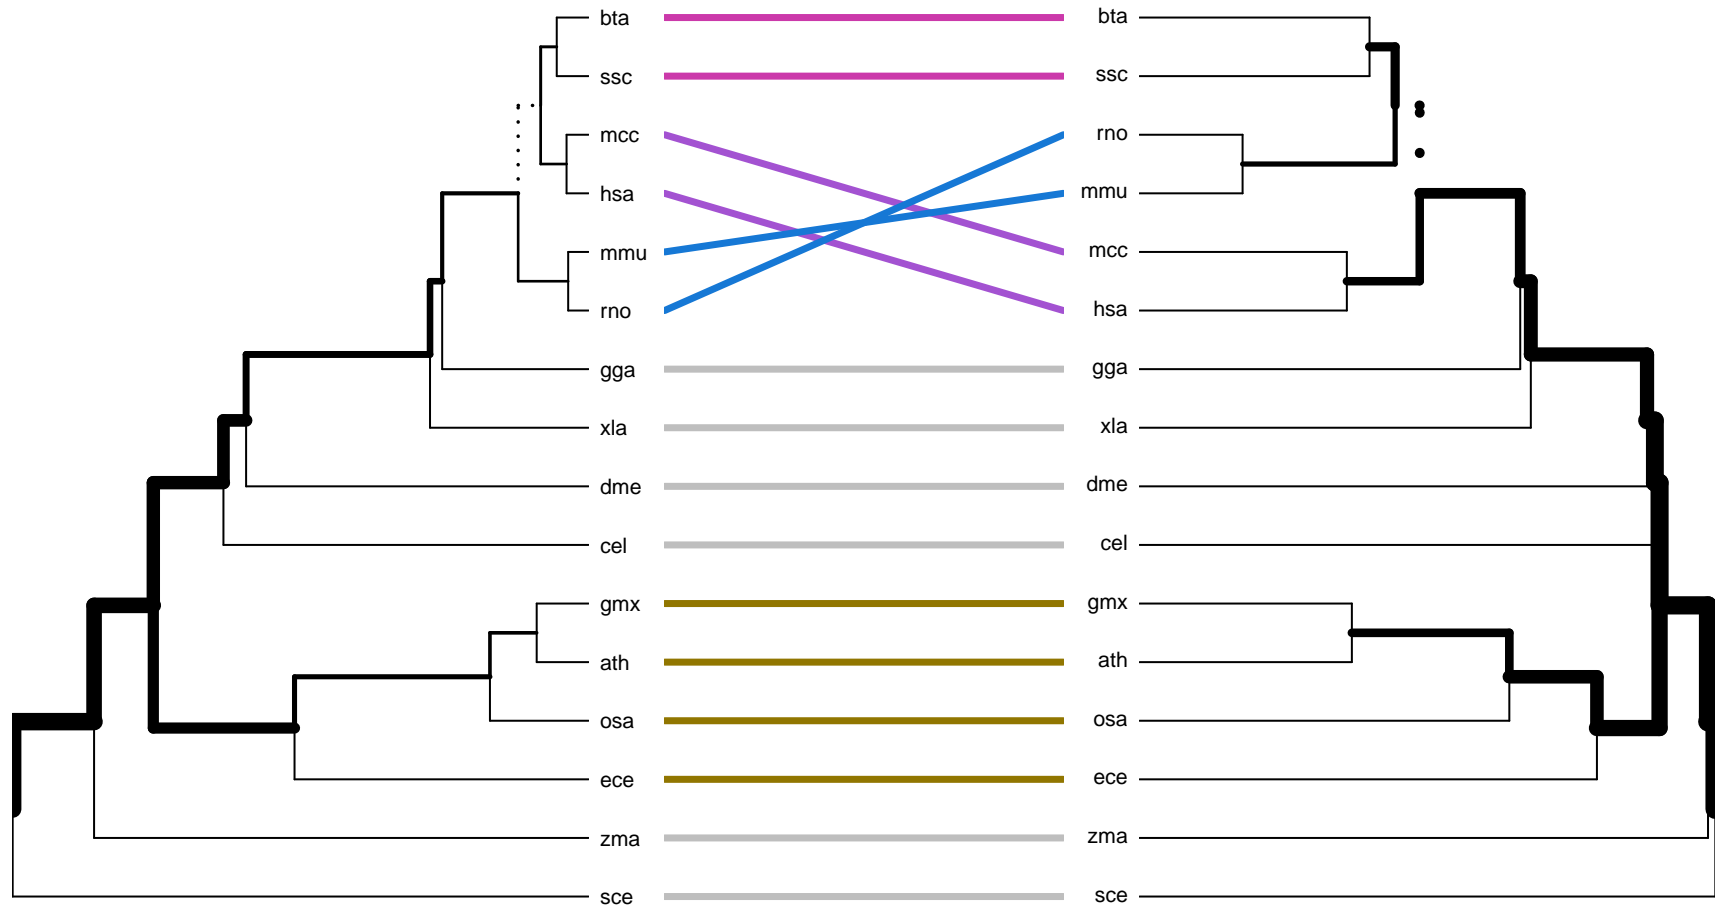 bta bta
ssc ssc
mcc rno
hsa mmu
mmu mcc
rno hsa
gga gga
xla xla
dme dme
cel cel
gmx gmx
ath ath
osa osa
ece ece
zma zma
sce sce